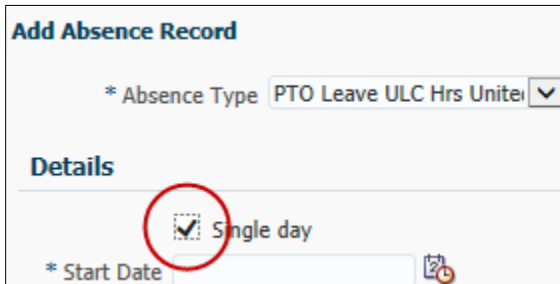 Add Absence Record
* Absence Type PTO Leave ULC Hrs Unite
Details
Single day
* Start Date